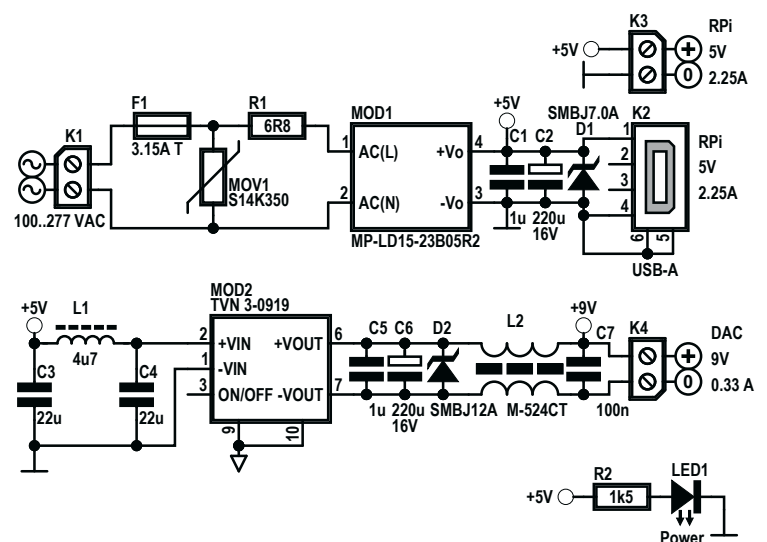 K3
RPi
+5V
+
5V
0
2.25A
F1
R1
MOD1
+5V
SMBJ7.0A
K2
K1
3.15A T
6R8
1
AC(L)
+Vo
4
C1
C2
D1
1
RPi
MOV1
S14K350
2
5V
2
AC(N)
-Vo
3
3
2.25A
4
100..277 VAC
MP-LD15-23B05R2
1u
220u
16V
6
5
USB-A
+5V
L1
MOD2
TVN 3-0919
L2
+9V
4u7
2
+VIN
+VOUT
6
C5
C6
D2
C7
K4
DAC
1
-VIN
+
9V
C3
C4
3
ON/OFF
-VOUT
7
0
0.33 A
22u
22u
1u
220u
16V
SMBJ12A
M-524CT
100n
9
10
+5V
R2
1k5
LED1
Power